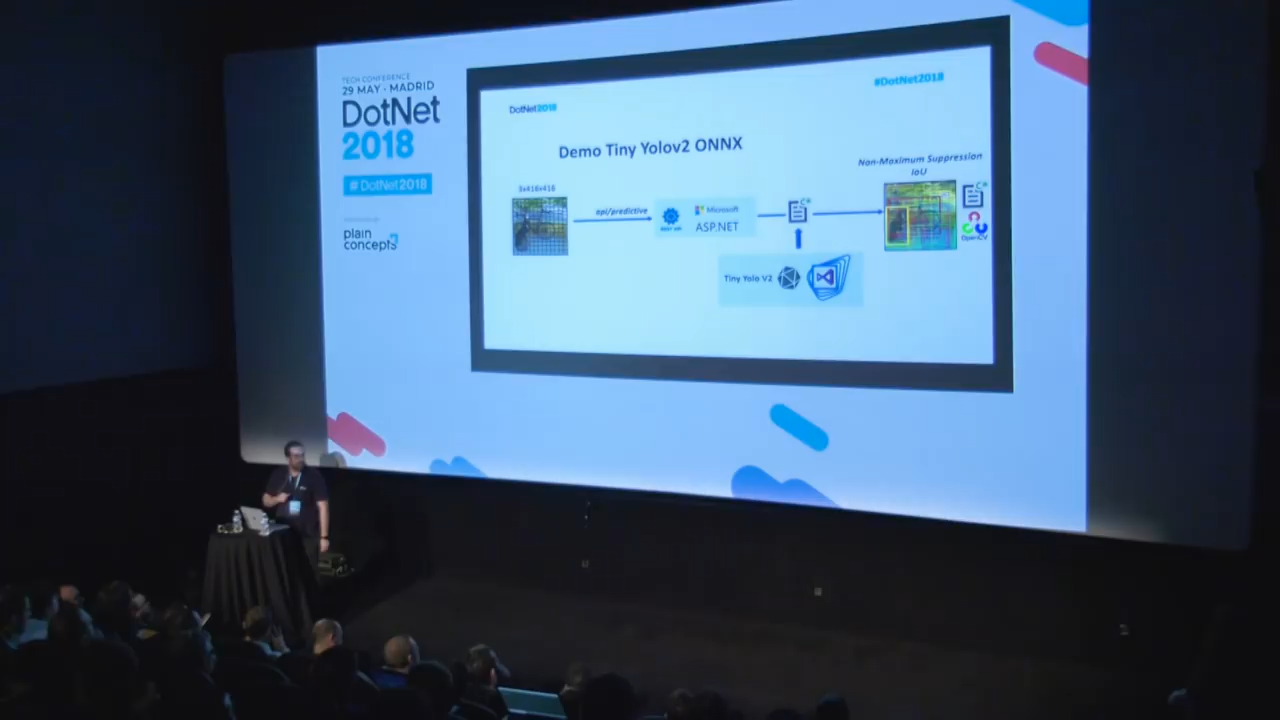 TECH CONFERENCE
29 MAY - MADRID
DotNet
2018
#DotNet2018
plain
concepts
DotNet2018
#DotNet2018
Demo Tiny Yolov2 ONNX
Non-Maximum Suppression
IoU
3x416x416
api/predictive
Microsoft
ASP.NET
C#
C#
OpenCV
Tiny Yolo V2